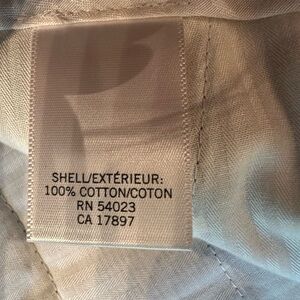 SHELL/EXTÉRIEUR:
100% COTTON/COTON
RN 54023
CA 17897